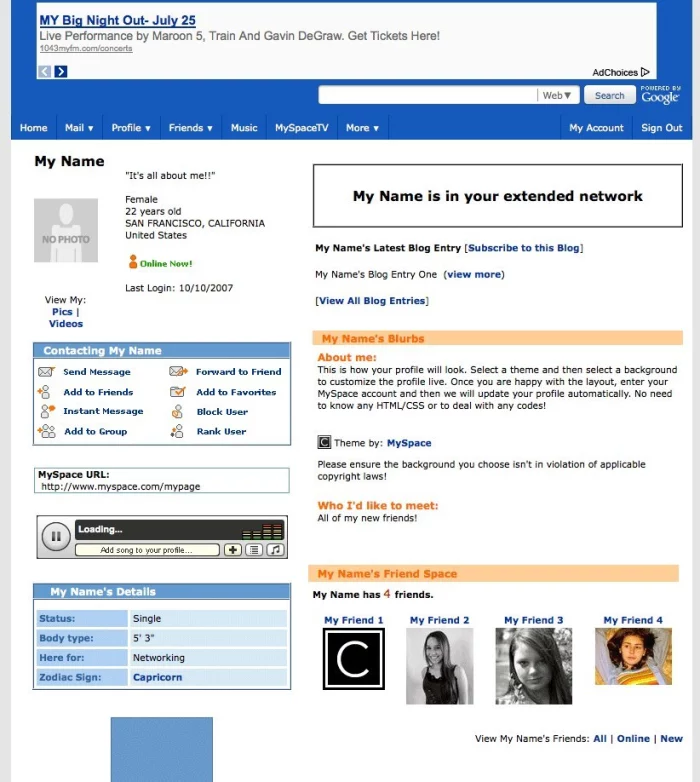 MY Big Night Out- July 25
Live Performance by Maroon 5, Train And Gavin DeGraw. Get Tickets Here!
1043myfm.com/concerts
AdChoices
Web▼ Search POWERED BY Google
Home Mail ▼ Profile ▼ Friends ▼ Music MySpaceTV More ▼ My Account Sign Out
My Name
"It's all about me!!"
NO PHOTO
Female
22 years old
SAN FRANCISCO, CALIFORNIA
United States
Online Now!
Last Login: 10/10/2007
View My:
Pics |
Videos
Contacting My Name
Send Message Forward to Friend
Add to Friends Add to Favorites
Instant Message Block User
Add to Group Rank User
MySpace URL:
http://www.myspace.com/mypage
Loading...
Add song to your profile...
My Name's Details
Status: Single
Body type: 5' 3"
Here for: Networking
Zodiac Sign: Capricorn
My Name is in your extended network
My Name's Latest Blog Entry [Subscribe to this Blog]
My Name's Blog Entry One (view more)
[View All Blog Entries]
My Name's Blurbs
About me:
This is how your profile will look. Select a theme and then select a background
to customize the profile live. Once you are happy with the layout, enter your
MySpace account and then we will update your profile automatically. No need
to know any HTML/CSS or to deal with any codes!
C Theme by: MySpace
Please ensure the background you choose isn't in violation of applicable
copyright laws!
Who I'd like to meet:
All of my new friends!
My Name's Friend Space
My Name has 4 friends.
My Friend 1 My Friend 2 My Friend 3 My Friend 4
C
View My Name's Friends: All | Online | New